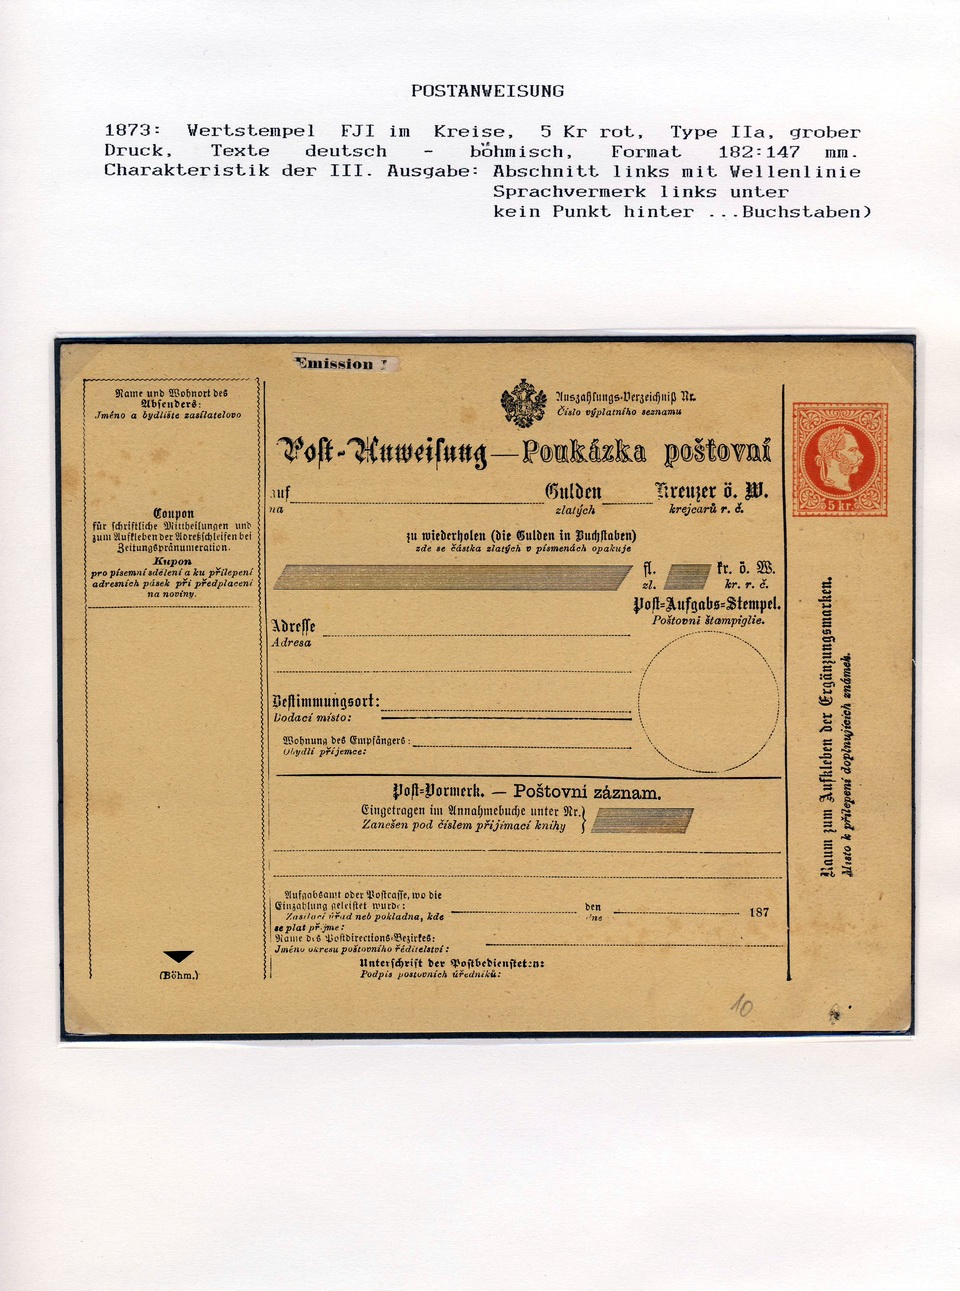 POSTANWEISUNG
1873: Wertstempel FJI im Kreise, 5 Kr rot, Type IIa, grober
Druck, Texte deutsch - böhmisch, Format 182:147 mm.
Charakteristik der III. Ausgabe: Abschnitt links mit Wellenlinie
Sprachvermerk links unter
kein Punkt hinter ...Buchstaben)
Emission I
Name und Wohnort des
Absenders:
Jméno a bydliště zasílatelovo
Coupon
für schriftliche Mittheilungen und
zum Aufkleben der Adreßschleifen bei
Zeitungspränumeration.
Kupon
pro písemní sdělení a ku přilepení
adresních pásek při předplacení
na noviny.
(Böhm.)
Auszahlungs-Verzeichniß Nr.
Číslo výplatního seznamu
Post-Anweisung — Poukázka poštovní
auf Gulden Kreuzer ö. W.
na zlatých krejcarů r. č.
zu wiederholen (die Gulden in Buchstaben)
zde se částka zlatých v písmenách opakuje
fl. kr. ö. W.
zl. kr. r. č.
Post-Aufgabs-Stempel.
Poštovní štampiglie.
Adresse
Adresa
Bestimmungsort:
Dodací místo:
Wohnung des Empfängers:
Obydlí příjemce:
Post-Vormerk. — Poštovní záznam.
Eingetragen im Annahmebuche unter Nr.}
Zanešen pod číslem přijímací knihy
Aufgabsamt oder Postcasse, wo die
Einzahlung geleistet wurde:
Zasílací úřad neb pokladna, kde
se plat přijme:
den
dne
187
Name des Postdirections-Bezirkes:
Jméno okresu poštovního ředitelství:
Unterschrift der Postbediensteten:
Podpis poštovních úředníků:
5 kr.
Raum zum Aufkleben der Ergänzungsmarken.
Místo k přilepení doplňujících známek.
10